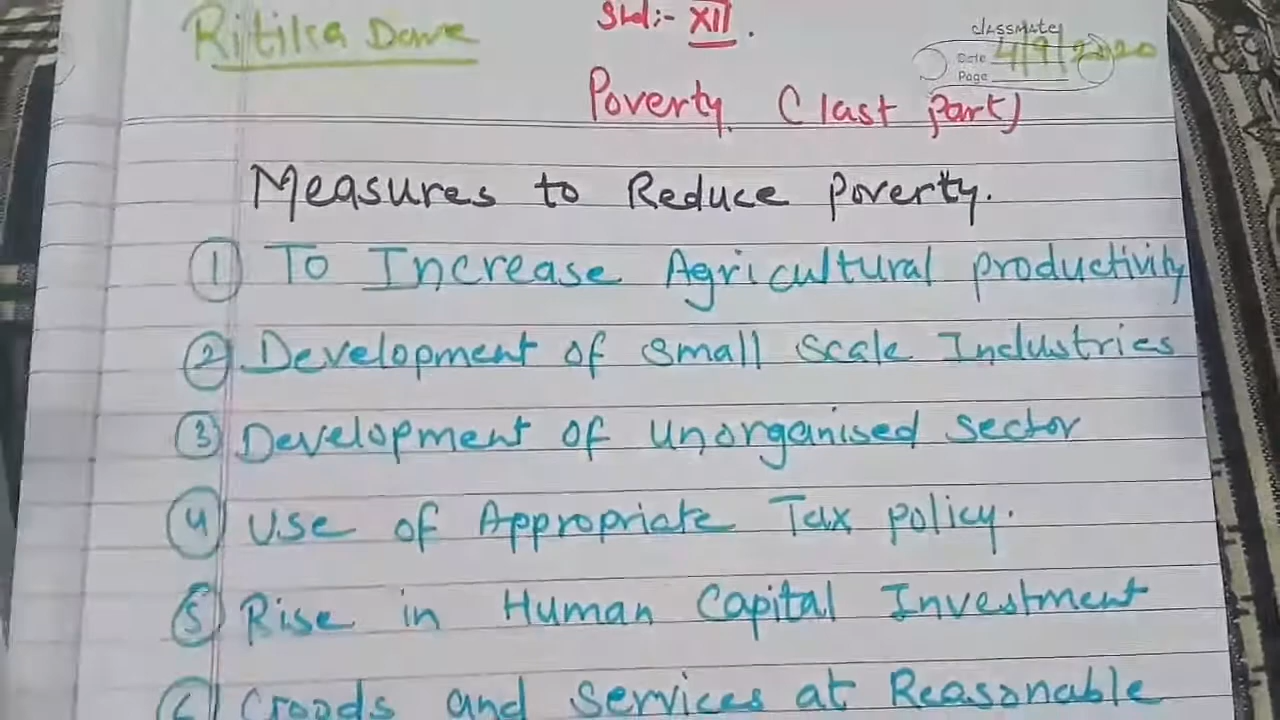 Ritika Dave
Std:- XII.
classmate
Date 4/9/2020
Page
Poverty (last part)
Measures to Reduce Poverty.
① To Increase Agricultural productivity
② Development of small scale Industries
③ Development of unorganised sector
④ Use of Appropriate Tax policy.
⑤ Rise in Human Capital Investment
⑥ Goods and services at Reasonable